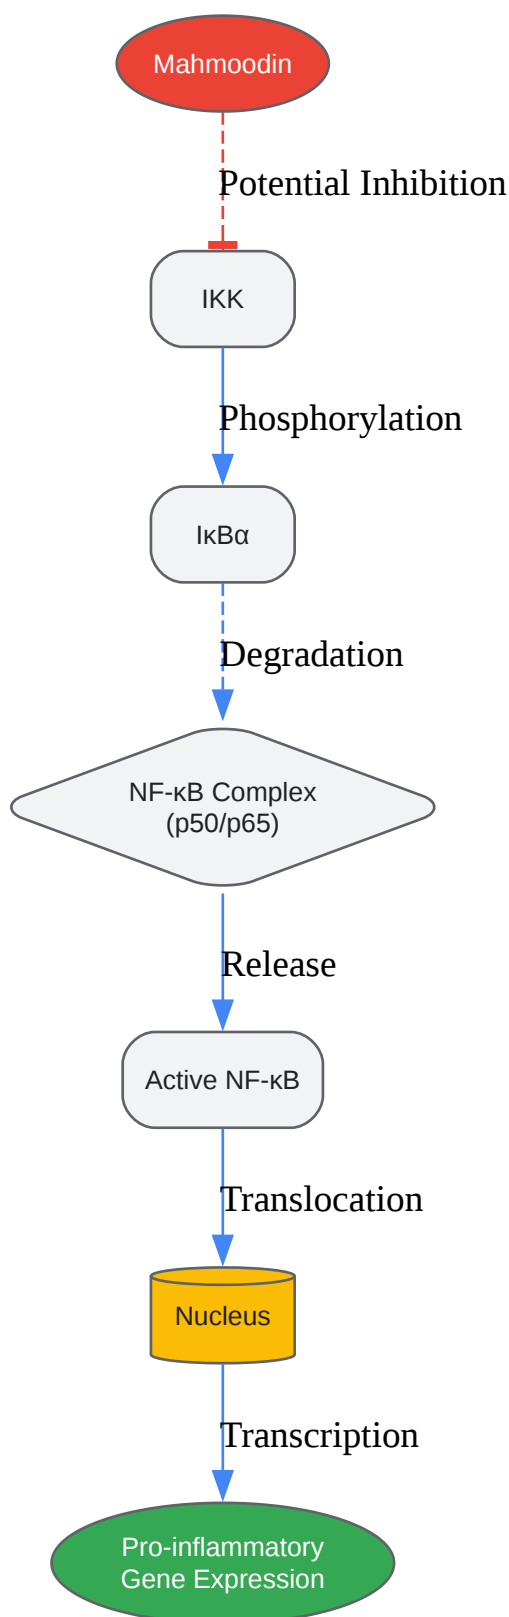 Mahmoodin
Potential Inhibition
IKK
Phosphorylation
IκBα
Degradation
NF-κB Complex
(p50/p65)
Release
Active NF-κB
Translocation
Nucleus
Transcription
Pro-inflammatory
Gene Expression